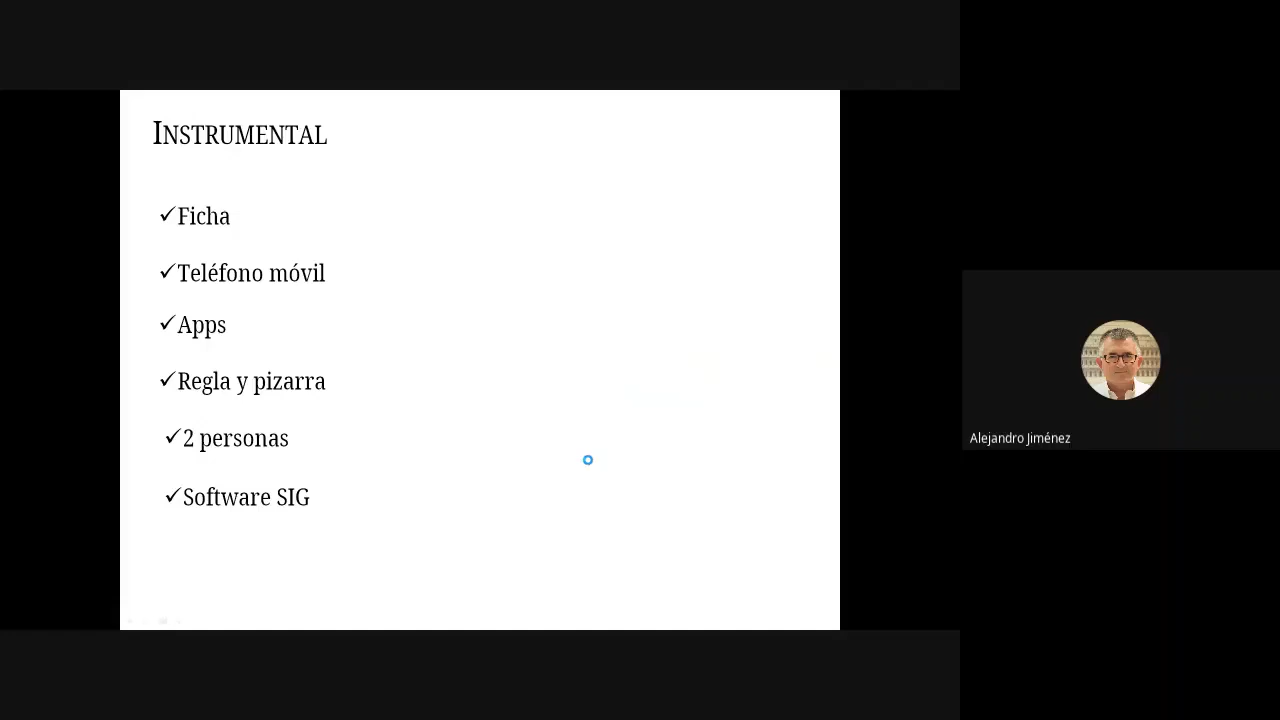 INSTRUMENTAL
✓Ficha
✓Teléfono móvil
✓Apps
✓Regla y pizarra
✓2 personas
✓Software SIG
Alejandro Jiménez